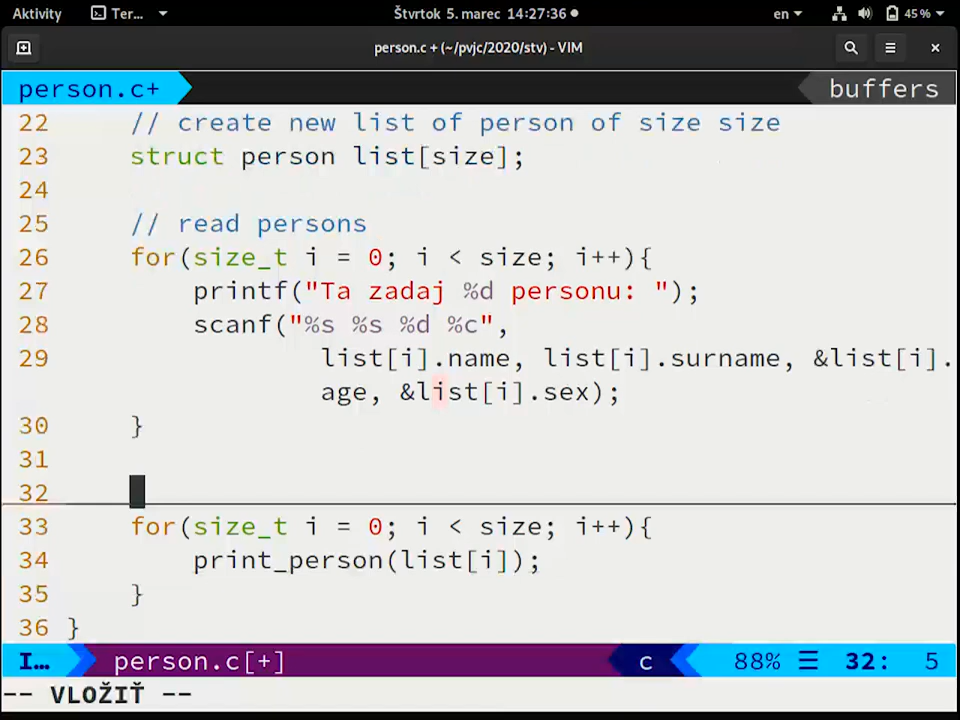 Aktivity Ter... Štvrtok 5. marec 14:27:36 en 45 %
person.c + (~/pvjc/2020/stv) - VIM
person.c+ buffers
22 // create new list of person of size size
23 struct person list[size];
24
25 // read persons
26 for(size_t i = 0; i < size; i++){
27 printf("Ta zadaj %d personu: ");
28 scanf("%s %s %d %c",
29 list[i].name, list[i].surname, &list[i].
age, &list[i].sex);
30 }
31
32
33 for(size_t i = 0; i < size; i++){
34 print_person(list[i]);
35 }
36 }
I... person.c[+] c 88% ☰ 32: 5
-- VLOŽIŤ --